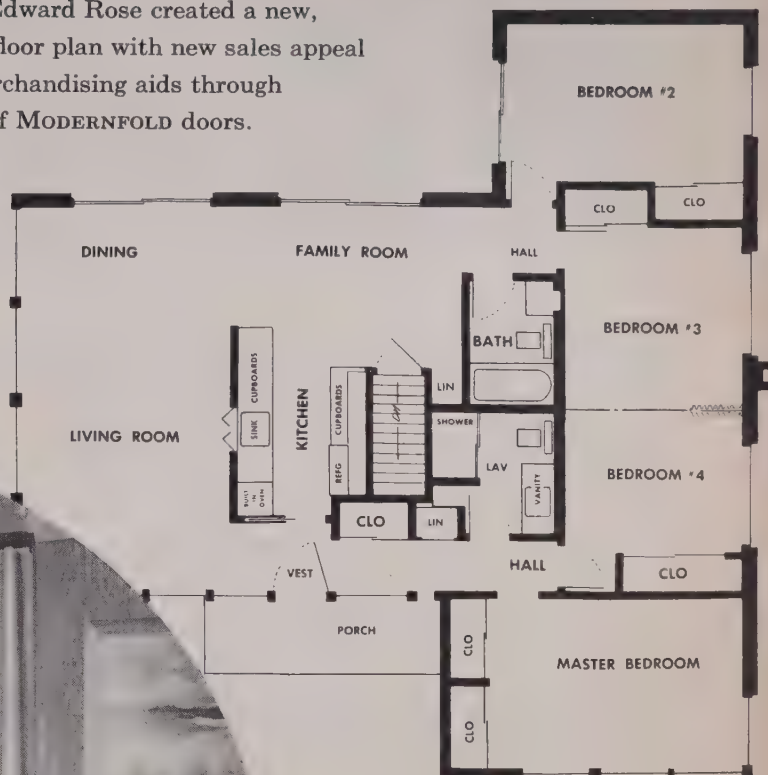 Edward Rose created a new,
floor plan with new sales appeal
rchandising aids through
f MODERNFOLD doors.
BEDROOM #2
CLO
CLO
DINING
FAMILY ROOM
HALL
BEDROOM #3
BATH
LIN
CUPBOARDS
KITCHEN
CUPBOARDS
SINK
REFG
BUILT
IN
OVEN
LIVING ROOM
SHOWER
LAV
VANITY
BEDROOM #4
CLO
LIN
VEST
HALL
CLO
PORCH
CLO
MASTER BEDROOM
CLO